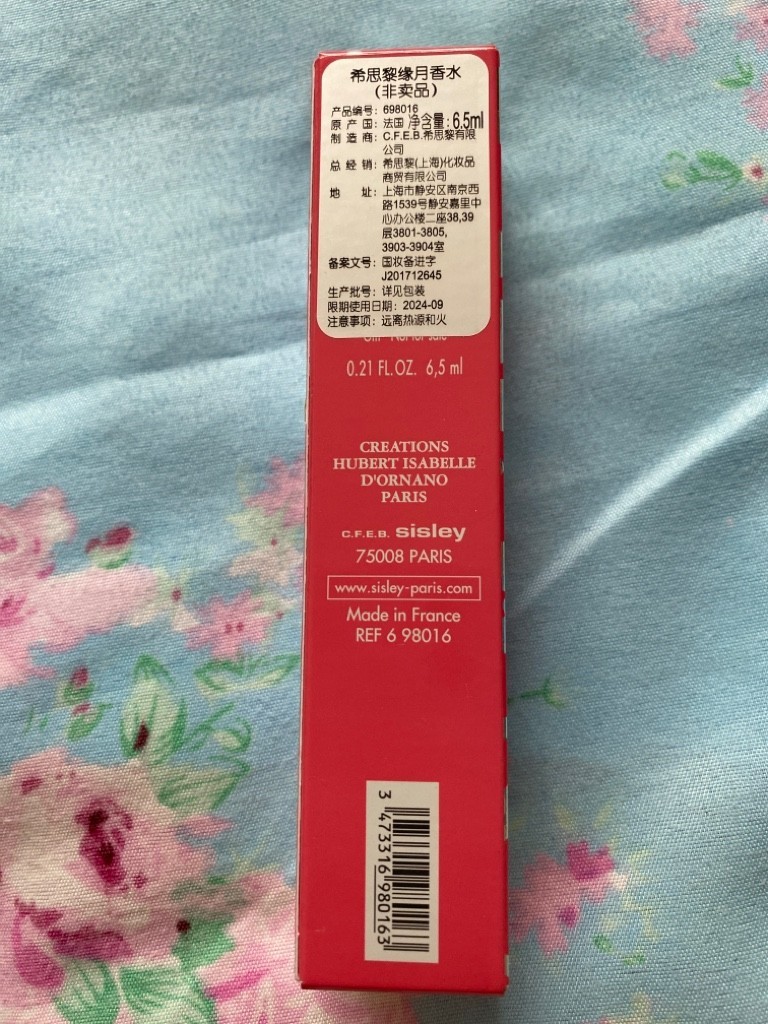 希思黎缘月香水
(非卖品)
产品编号: 698016
原 产 国: 法国 净含量: 6.5ml
制 造 商: C.F.E.B.希思黎有限
公司
总 经 销: 希思黎(上海)化妆品
商贸有限公司
地 址: 上海市静安区南京西
路1539号静安嘉里中
心办公楼二座38,39
层3801-3805,
3903-3904室
备案文号: 国妆备进字
J201712645
生产批号: 详见包装
限期使用日期: 2024-09
注意事项: 远离热源和火
Not for sale
0.21 FL.OZ. 6,5 ml
CREATIONS
HUBERT ISABELLE
D'ORNANO
PARIS
C.F.E.B. sisley
75008 PARIS
www.sisley-paris.com
Made in France
REF 6 98016
3 473316 980163